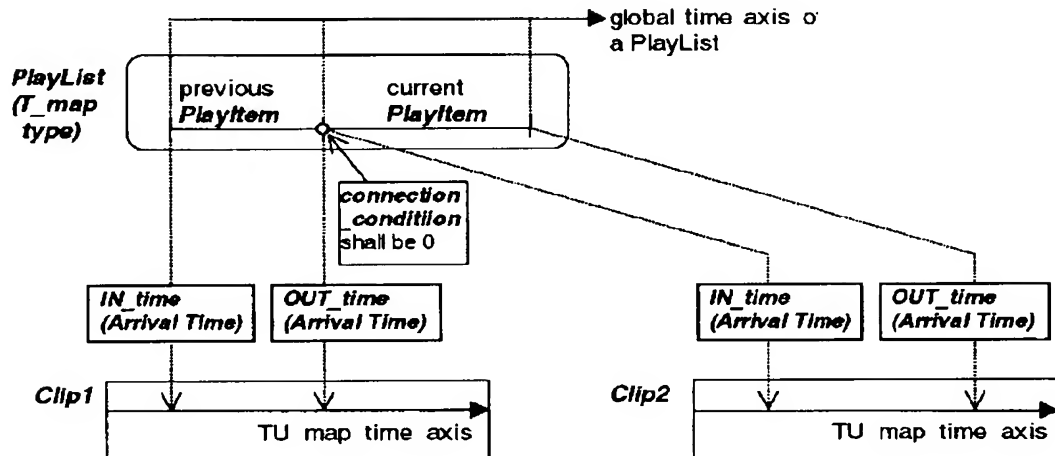 global time axis o
a PlayList
PlayList
(T_map
type)
previous
PlayItem
current
PlayItem
connection
_conditiion
shall be 0
IN_time
(Arrival Time)
OUT_time
(Arrival Time)
IN_time
(Arrival Time)
OUT_time
(Arrival Time)
Clip1
TU map time axis
Clip2
TU map time axis